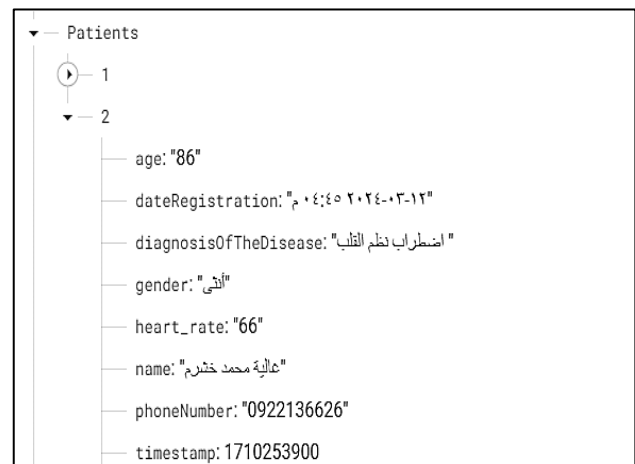 Patients
1
2
age: "86"
dateRegistration: "٢٠٢٤-٠٣-١٢ ٠٤:٤٥ م"
diagnosisOfTheDisease: "اضطراب نظم القلب "
gender: "أنثى"
heart_rate: "66"
name: "عالية محمد خشرم"
phoneNumber: "0922136626"
timestamp: 1710253900